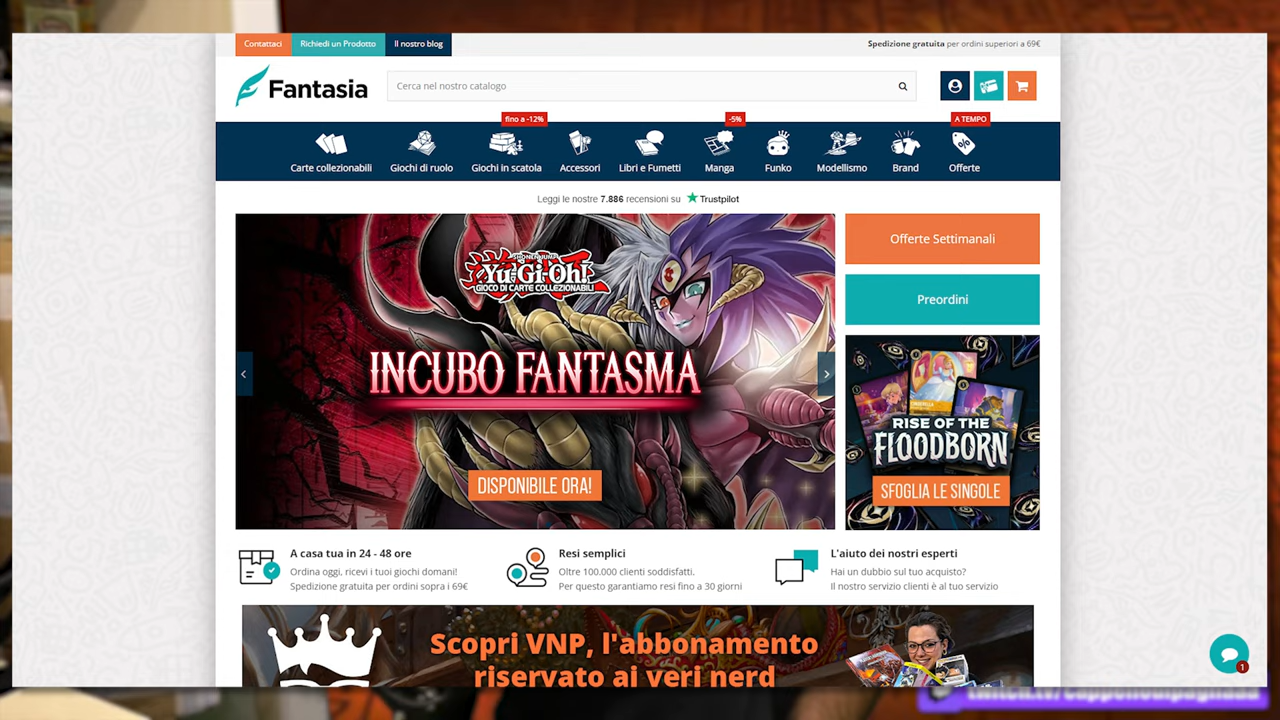 Contattaci
Richiedi un Prodotto
Il nostro blog
Spedizione gratuita per ordini superiori a 69€
Fantasia
Cerca nel nostro catalogo
fino a -12%
-5%
A TEMPO
Carte collezionabili
Giochi di ruolo
Giochi in scatola
Accessori
Libri e Fumetti
Manga
Funko
Modellismo
Brand
Offerte
Leggi le nostre 7.886 recensioni su Trustpilot
Offerte Settimanali
Preordini
SHONEN JUMP
Yu-Gi-Oh!
GIOCO DI CARTE COLLEZIONABILI
INCUBO FANTASMA
DISPONIBILE ORA!
RISE OF THE
FLOODBORN
SFOGLIA LE SINGOLE
A casa tua in 24 - 48 ore
Ordina oggi, ricevi i tuoi giochi domani!
Spedizione gratuita per ordini sopra i 69€
Resi semplici
Oltre 100.000 clienti soddisfatti.
Per questo garantiamo resi fino a 30 giorni
L'aiuto dei nostri esperti
Hai un dubbio sul tuo acquisto?
Il nostro servizio clienti è al tuo servizio
Scopri VNP, l'abbonamento
riservato ai veri nerd
1